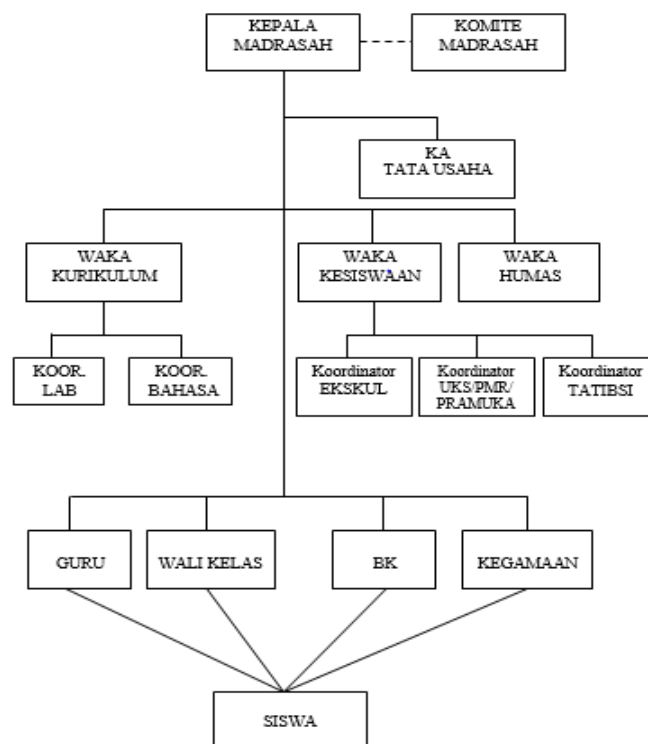 KEPALA
MADRASAH
KOMITE
MADRASAH
KA
TATA USAHA
WAKA
KURIKULUM
WAKA
KESISWAAN
WAKA
HUMAS
KOOR.
LAB
KOOR.
BAHASA
Koordinator
EKSKUL
Koordinator
UKS/PMR/
PRAMUKA
Koordinator
TATIBSI
GURU
WALI KELAS
BK
KEGAMAAN
SISWA